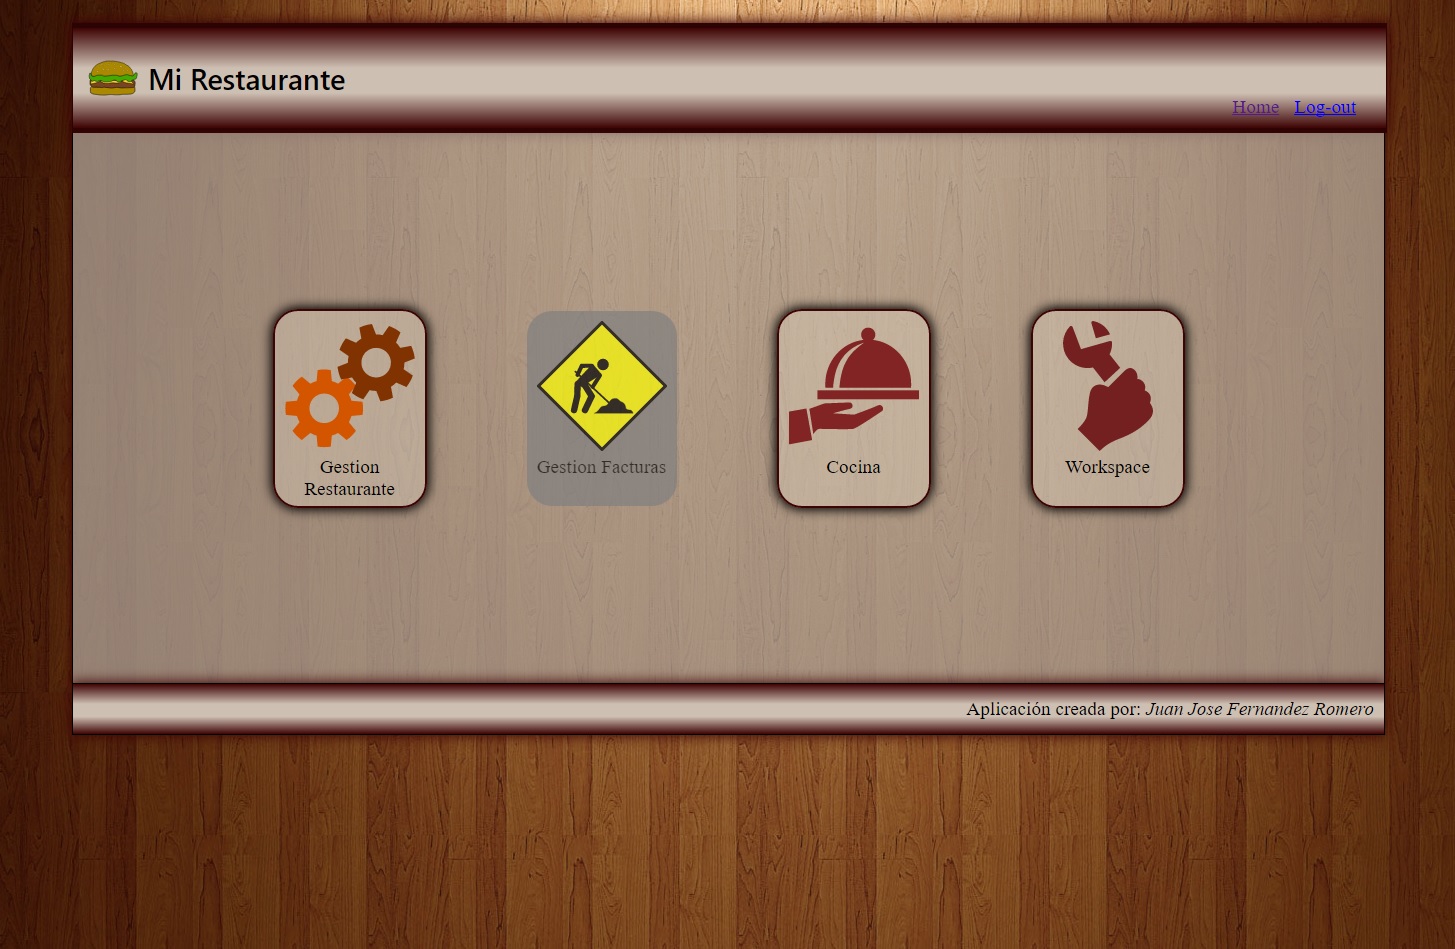 Mi Restaurante
Home Log-out
Gestion
Restaurante
Gestion Facturas
Cocina
Workspace
Aplicación creada por: Juan Jose Fernandez Romero